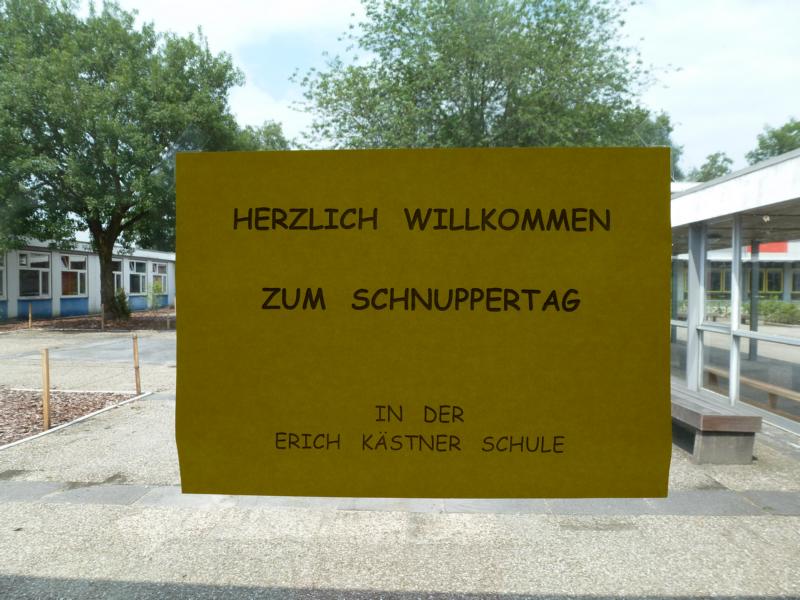 HERZLICH WILLKOMMEN
ZUM SCHNUPPERTAG
IN DER
ERICH KÄSTNER SCHULE